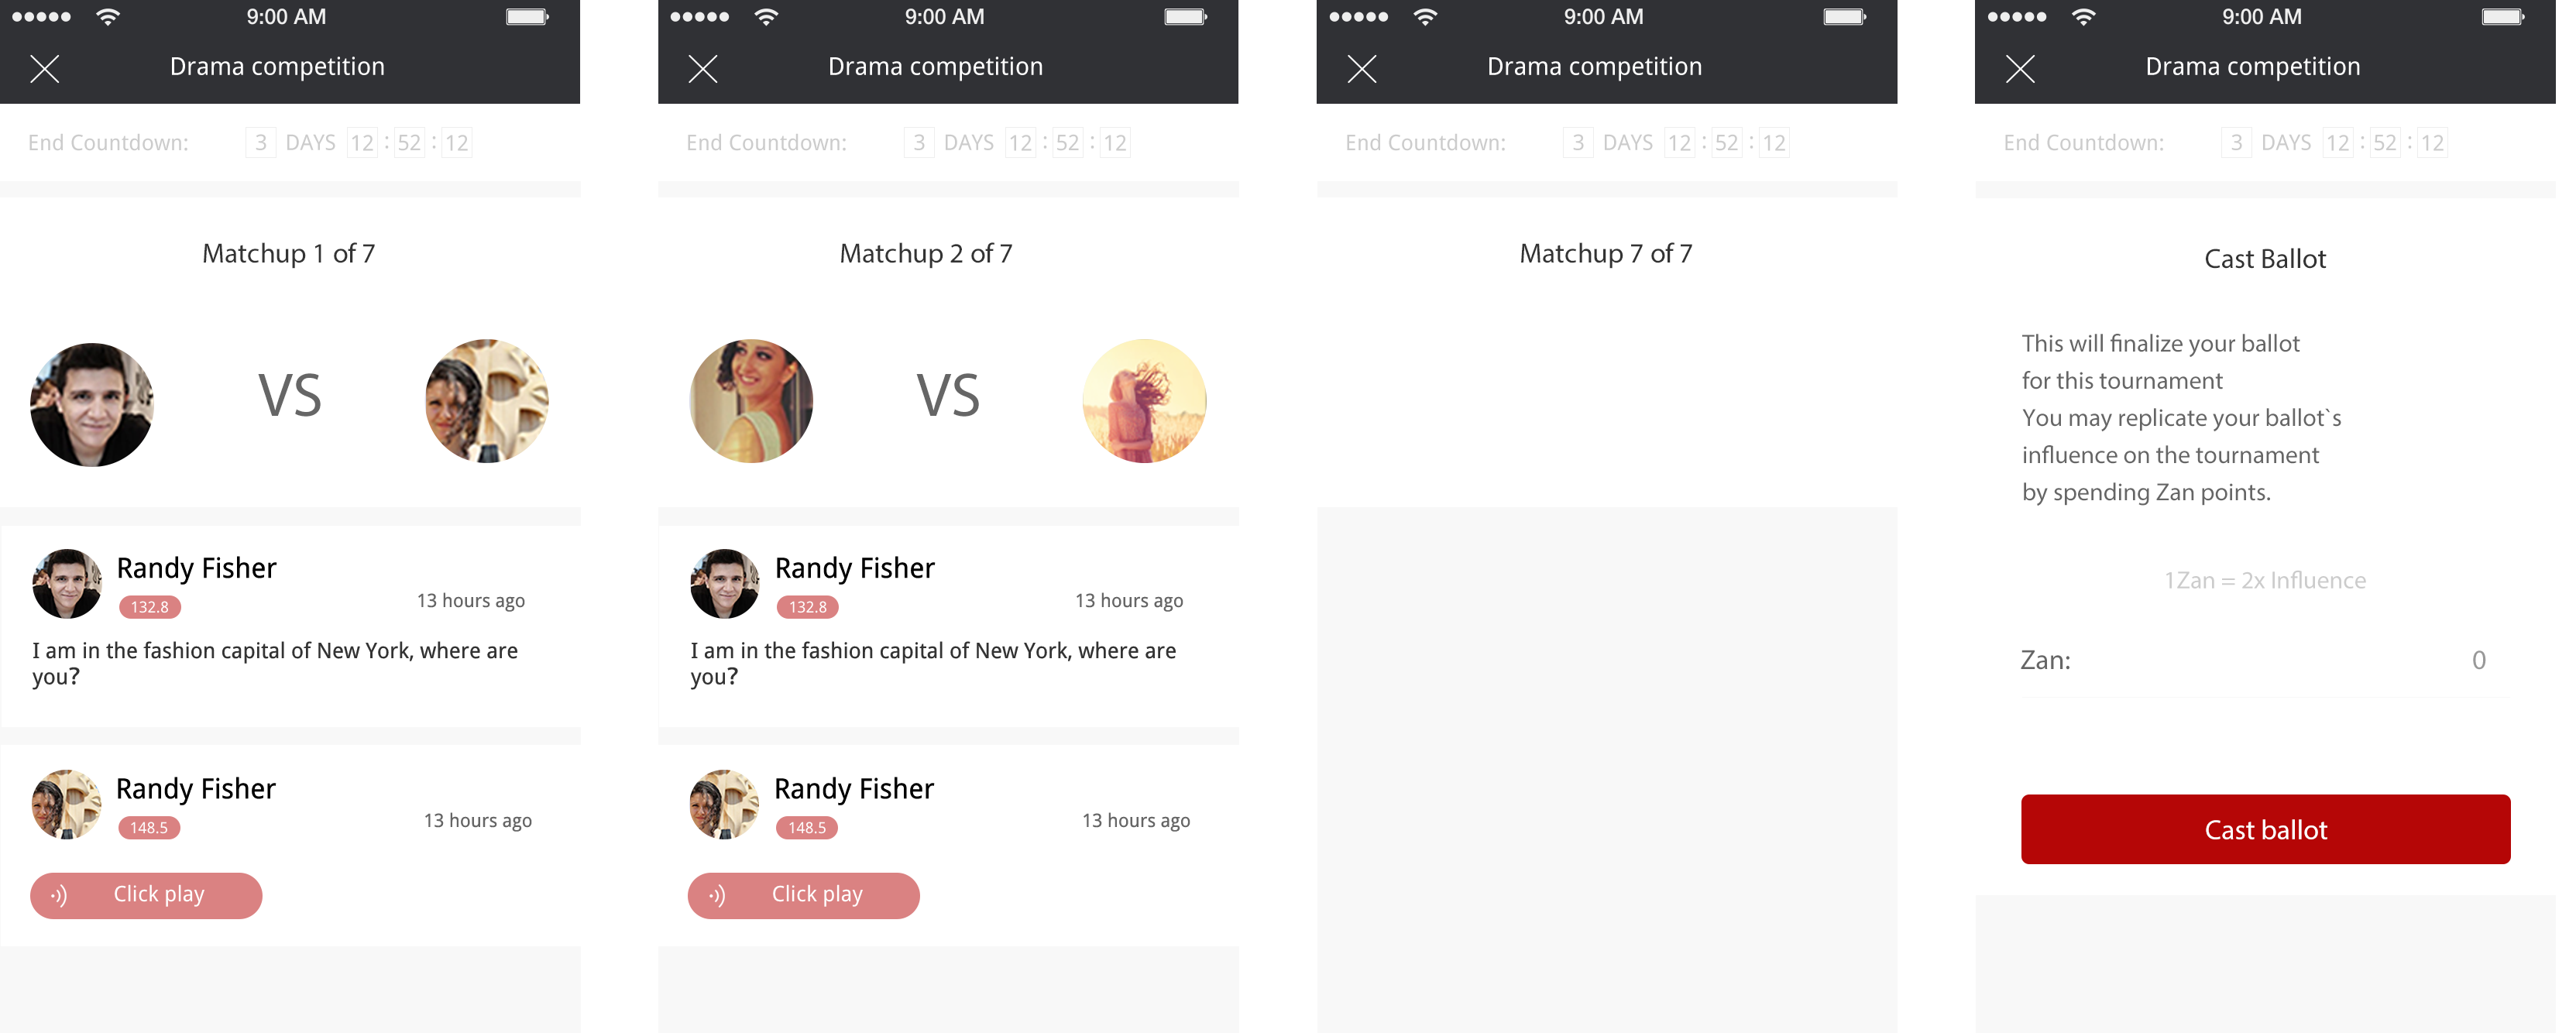 9:00 AM
Drama competition
End Countdown: 3 DAYS 12 : 52 : 12
Matchup 1 of 7
VS
Randy Fisher
132.8
13 hours ago
I am in the fashion capital of New York, where are
you?
Randy Fisher
148.5
13 hours ago
Click play
9:00 AM
Drama competition
End Countdown: 3 DAYS 12 : 52 : 12
Matchup 2 of 7
VS
Randy Fisher
132.8
13 hours ago
I am in the fashion capital of New York, where are
you?
Randy Fisher
148.5
13 hours ago
Click play
9:00 AM
Drama competition
End Countdown: 3 DAYS 12 : 52 : 12
Matchup 7 of 7
9:00 AM
Drama competition
End Countdown: 3 DAYS 12 : 52 : 12
Cast Ballot
This will finalize your ballot
for this tournament
You may replicate your ballot`s
influence on the tournament
by spending Zan points.
1Zan = 2x Influence
Zan: 0
Cast ballot